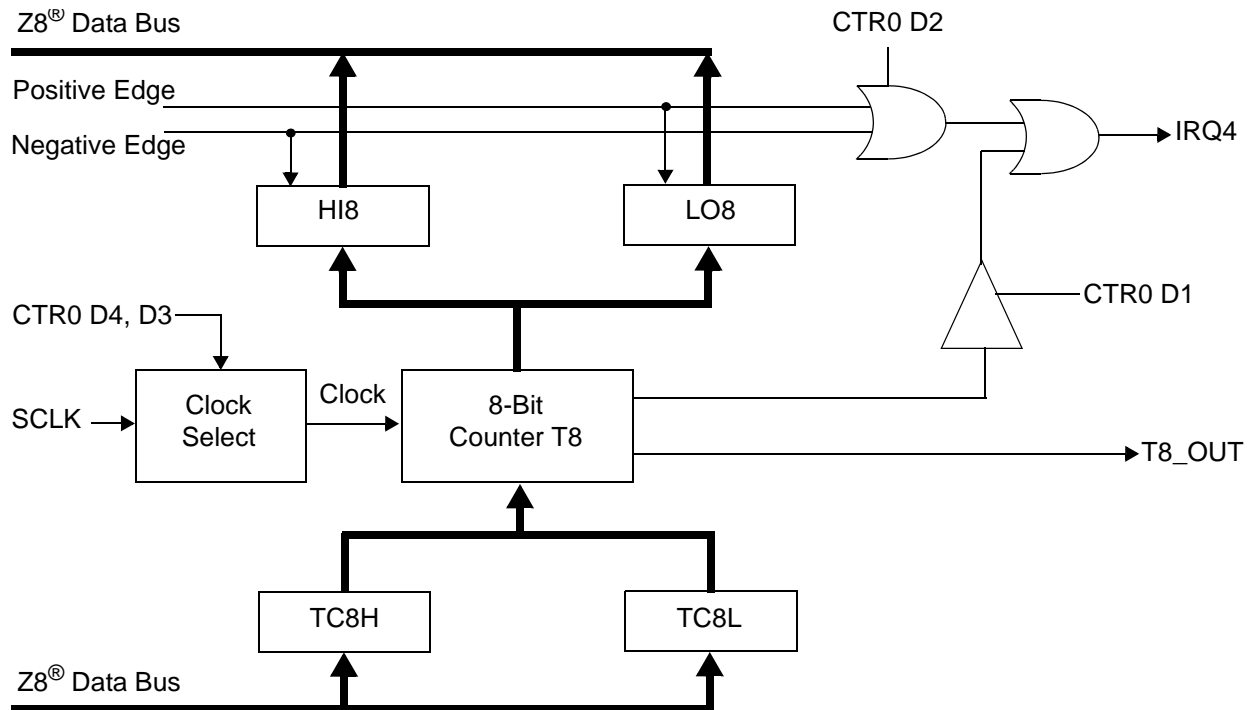 Z8® Data Bus
CTR0 D2
Positive Edge
Negative Edge
IRQ4
HI8
LO8
CTR0 D4, D3
CTR0 D1
SCLK
Clock
Select
Clock
8-Bit
Counter T8
T8_OUT
TC8H
TC8L
Z8® Data Bus